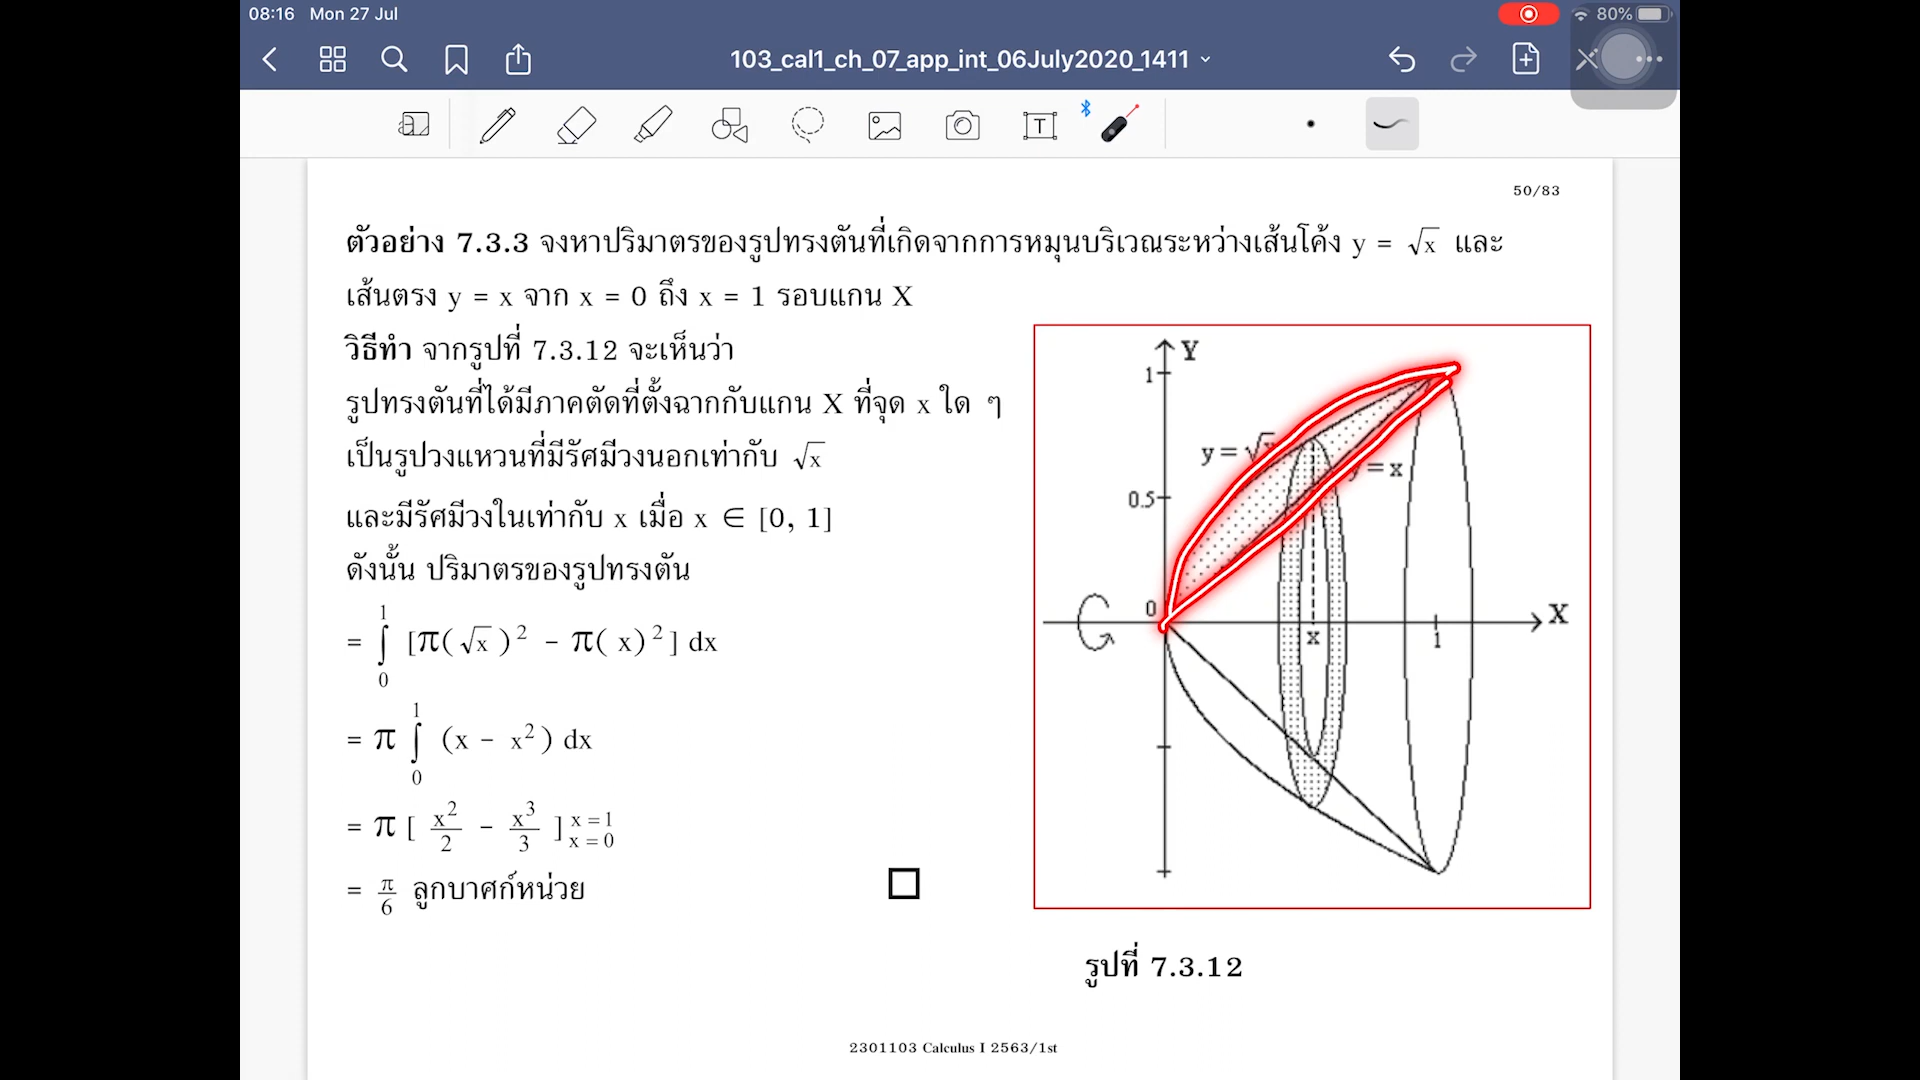 08:16 Mon 27 Jul
80%
103_cal1_ch_07_app_int_06July2020_1411
50/83
ตัวอย่าง 7.3.3 จงหาปริมาตรของรูปทรงตันที่เกิดจากการหมุนบริเวณระหว่างเส้นโค้ง y = √x และ
เส้นตรง y = x จาก x = 0 ถึง x = 1 รอบแกน X
วิธีทำ จากรูปที่ 7.3.12 จะเห็นว่า
รูปทรงตันที่ได้มีภาคตัดที่ตั้งฉากกับแกน X ที่จุด x ใด ๆ
เป็นรูปวงแหวนที่มีรัศมีวงนอกเท่ากับ √x
และมีรัศมีวงในเท่ากับ x เมื่อ x ∈ [0, 1]
ดังนั้น ปริมาตรของรูปทรงตัน
= ∫₀¹ [π(√x)² - π(x)²] dx
= π ∫₀¹ (x - x²) dx
= π [ x²/2 - x³/3 ] x=1 x=0
= π/6 ลูกบาศก์หน่วย
Y
1
y = √x
y = x
0.5
0
X
x
1
รูปที่ 7.3.12
2301103 Calculus I 2563/1st